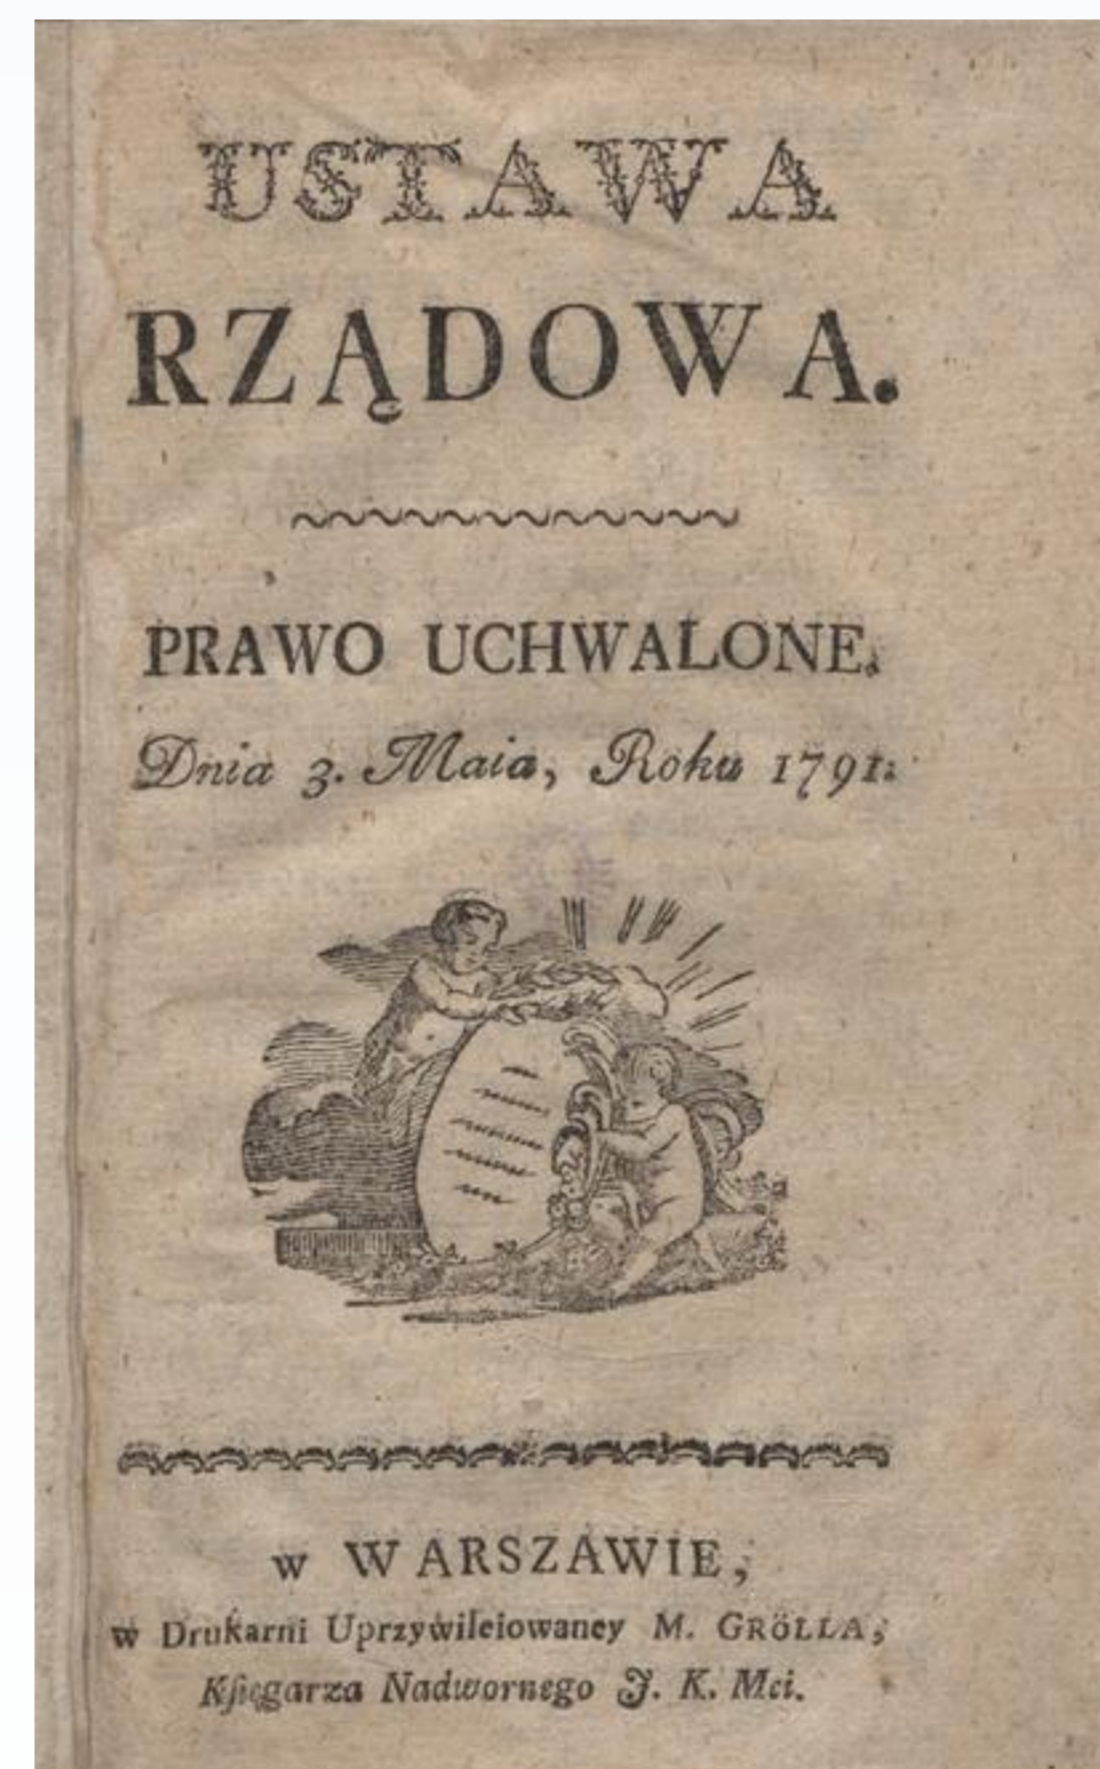 USTAWA
RZĄDOWA.
PRAWO UCHWALONE.
Dnia 3. Maia, Roku 1791.
w WARSZAWIE,
w Drukarni Uprzywileiowaney M. GRÖLLA,
Kſięgarza Nadwornego J. K. Mci.